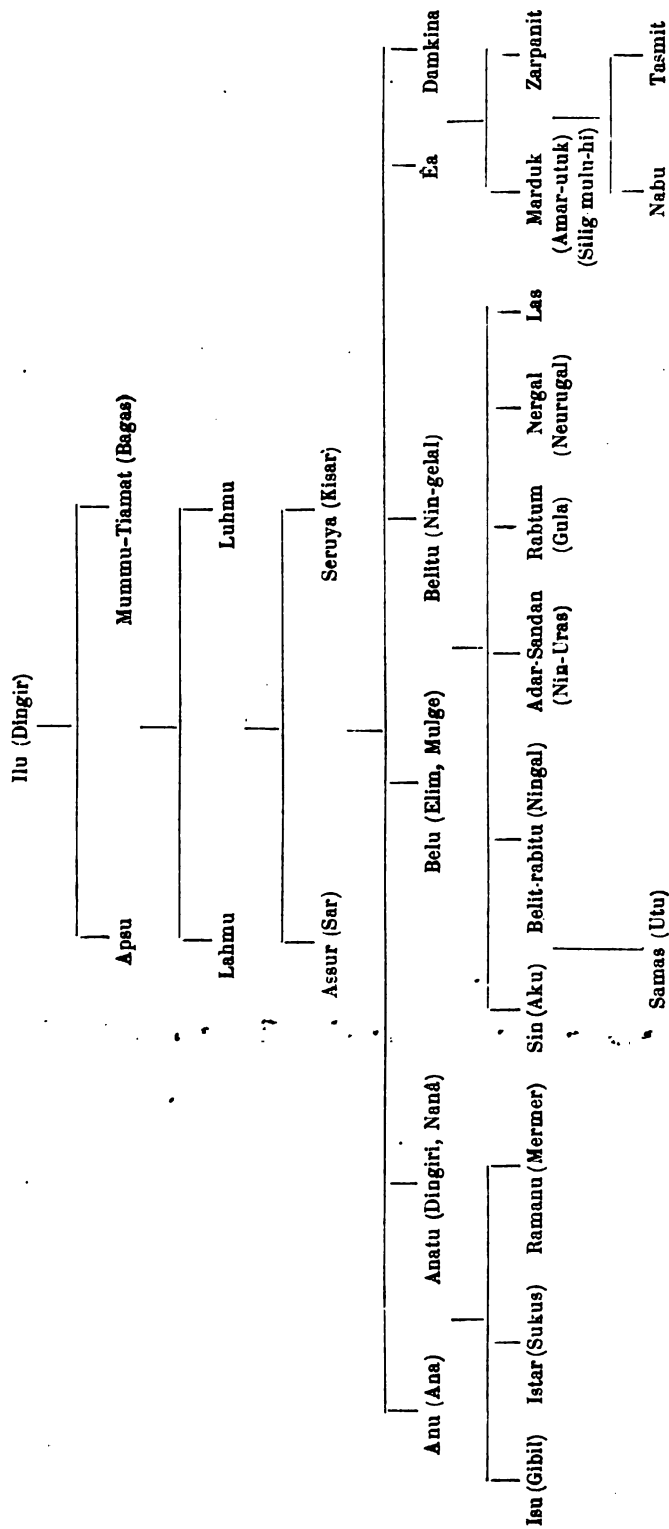 Ilu (Dingir)
Apsu Mummu-Tiamat (Bagas)
Lahmu Luhmu
Assur (Sar) Seruya (Kisar)
Anu (Ana) Anatu (Dingiri, Nanâ) Belu (Elim, Mulge) Belitu (Nin-gelal) Êa Damkina
Isu (Gibil) Istar (Sukus) Ramanu (Mermer) Sin (Aku) Belit-rabitu (Ningal) Adar-Sandan Rabtum Nergal Las Marduk Zarpanit
(Nin-Uras) (Gula) (Neurugal) (Amar-utuk)
(Silig mulu-hi)
Samas (Utu) Nabu Tasmit